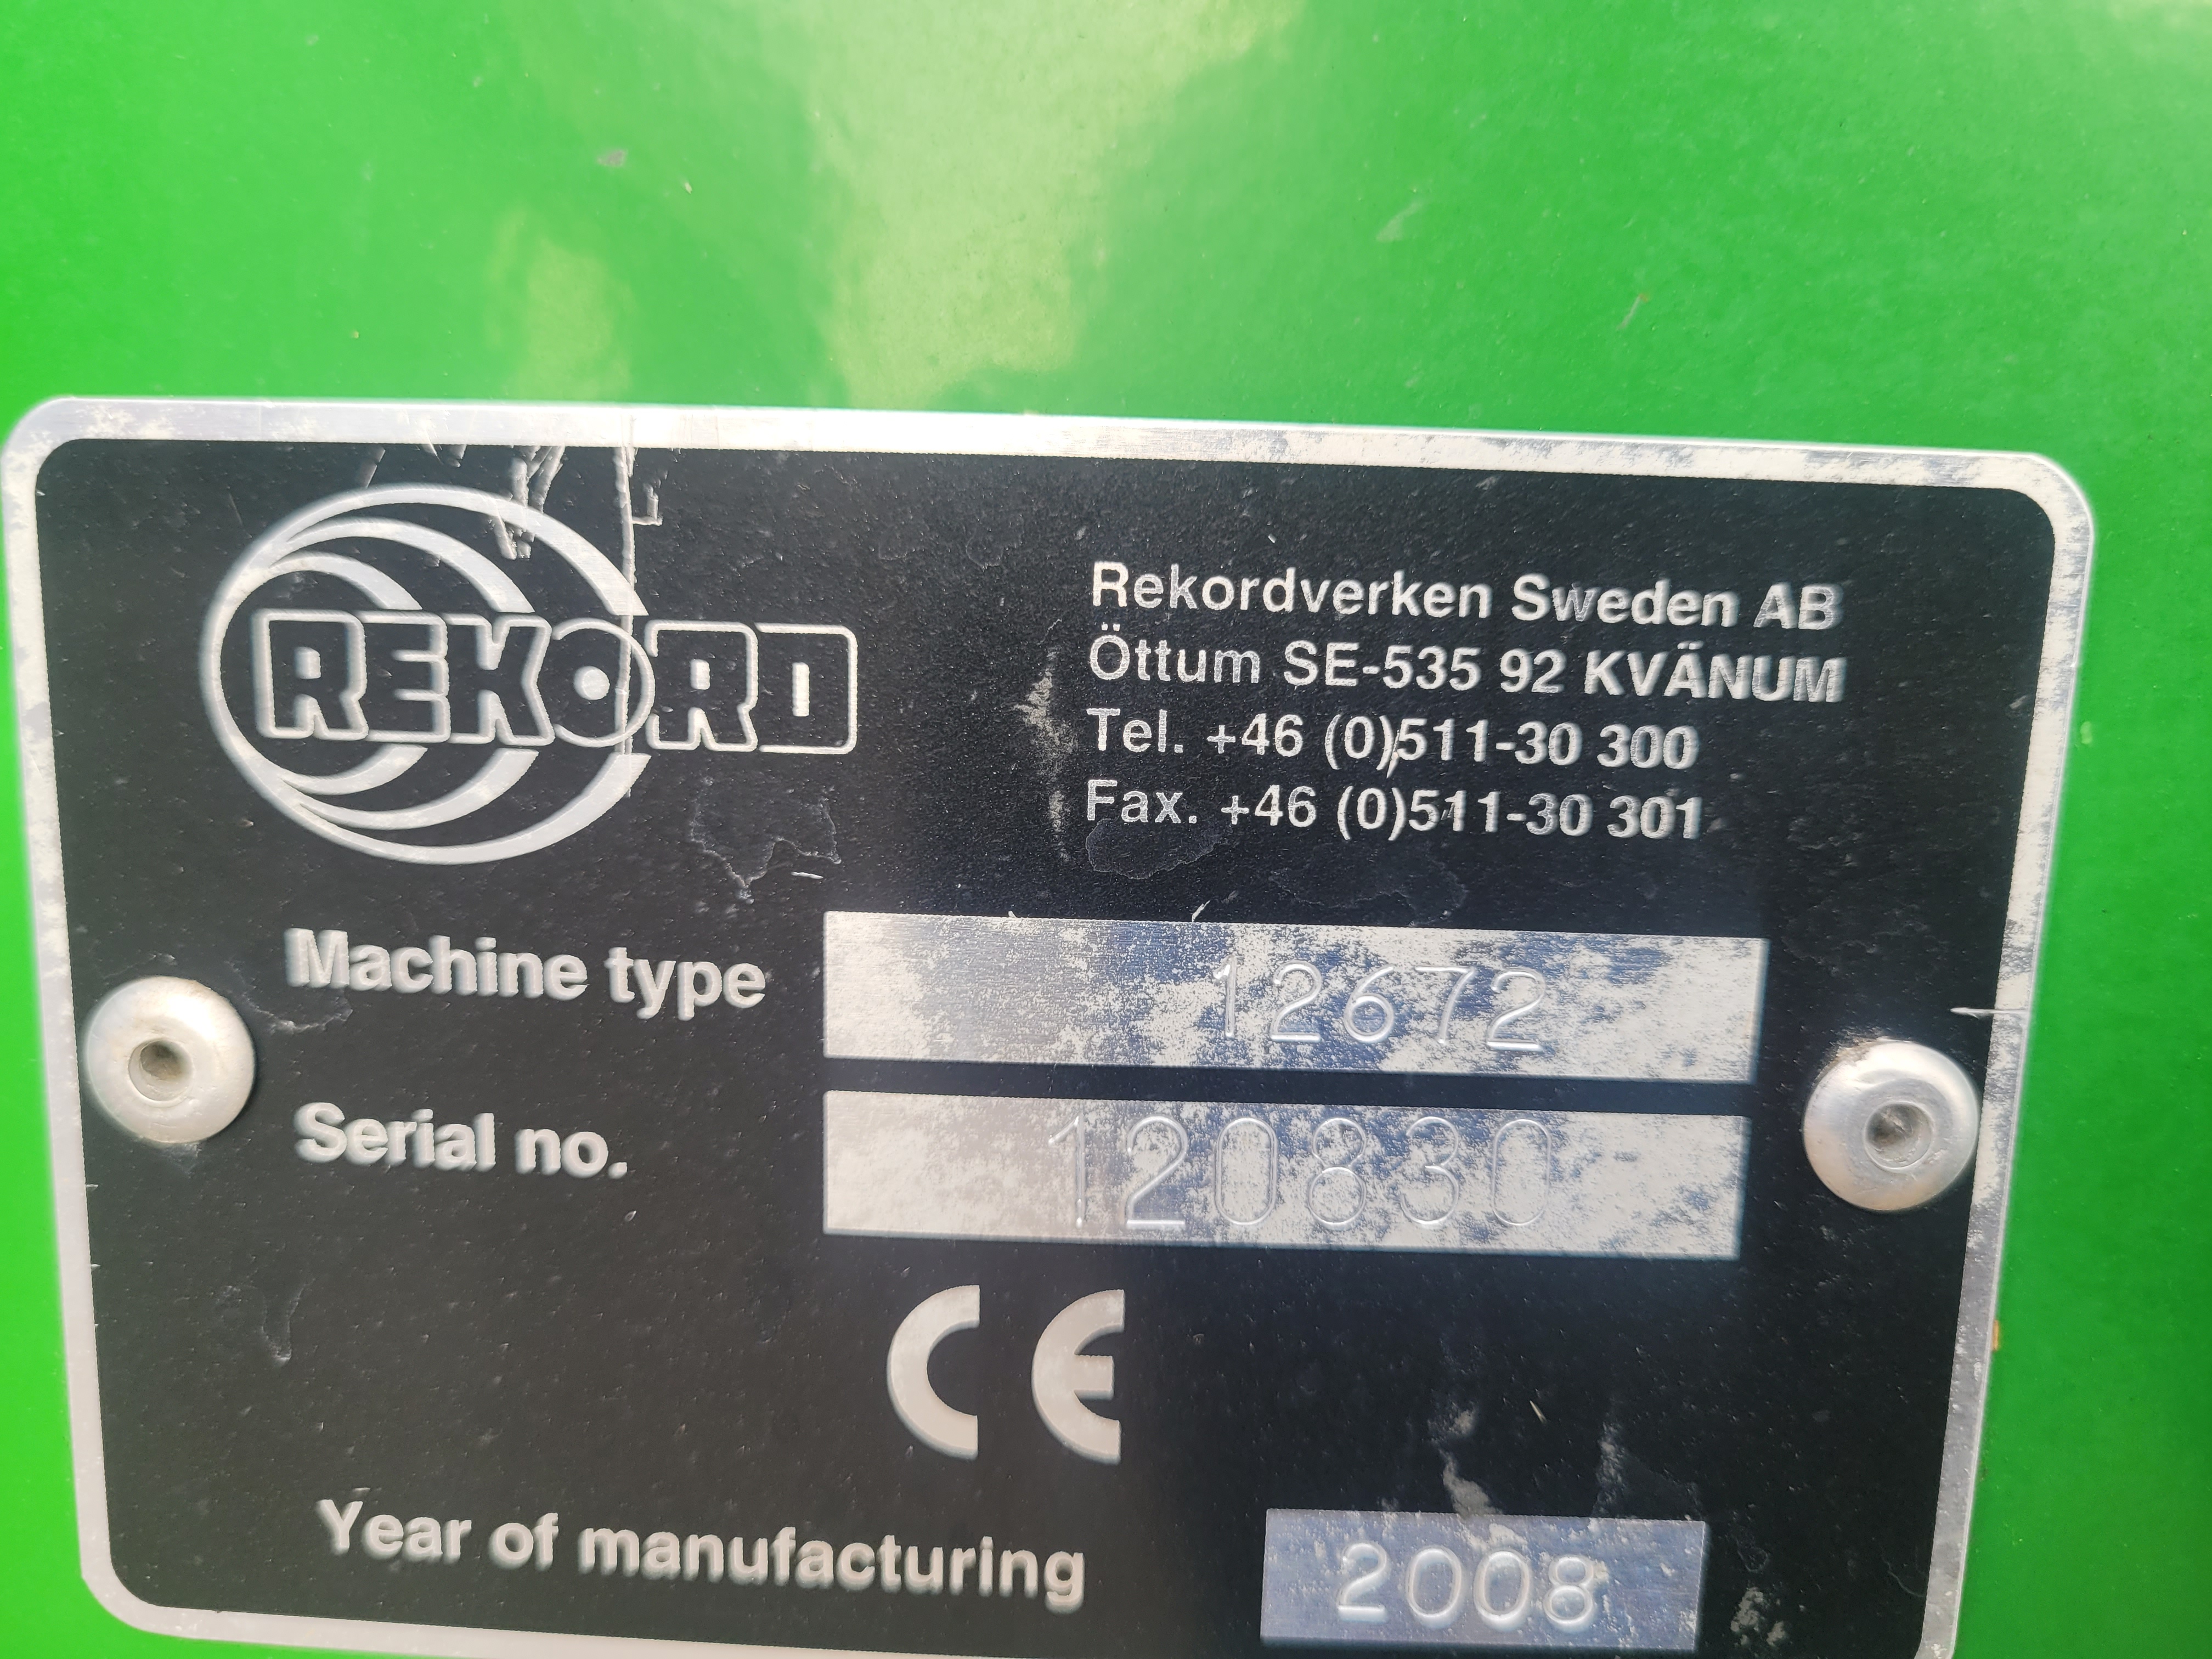 REKORD
Rekordverken Sweden AB
Öttum SE-535 92 KVÄNUM
Tel. +46 (0)511-30 300
Fax. +46 (0)511-30 301
Machine type 12672
Serial no. 120830
CE
Year of manufacturing 2008